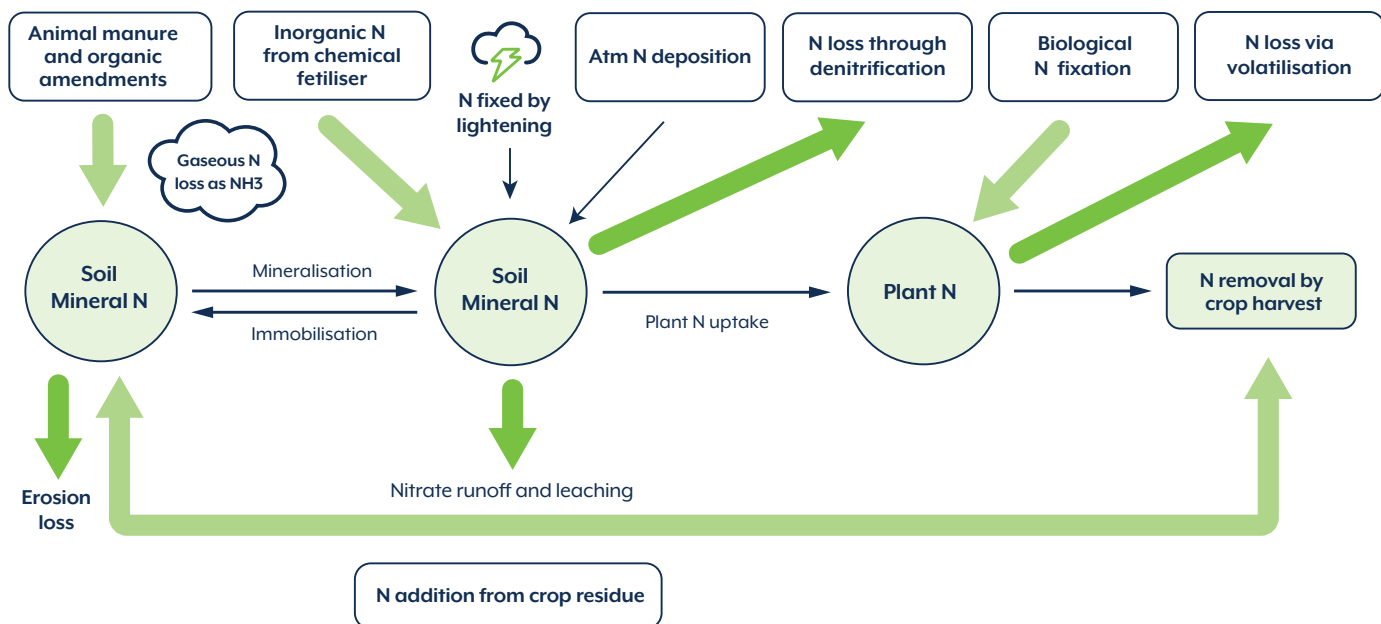 Animal manure
and organic
amendments
Inorganic N
from chemical
fetiliser
N fixed by
lightening
Atm N deposition
N loss through
denitrification
Biological
N fixation
N loss via
volatilisation
Gaseous N
loss as NH3
Soil
Mineral N
Mineralisation
Immobilisation
Soil
Mineral N
Plant N uptake
Plant N
N removal by
crop harvest
Erosion
loss
Nitrate runoff and leaching
N addition from crop residue